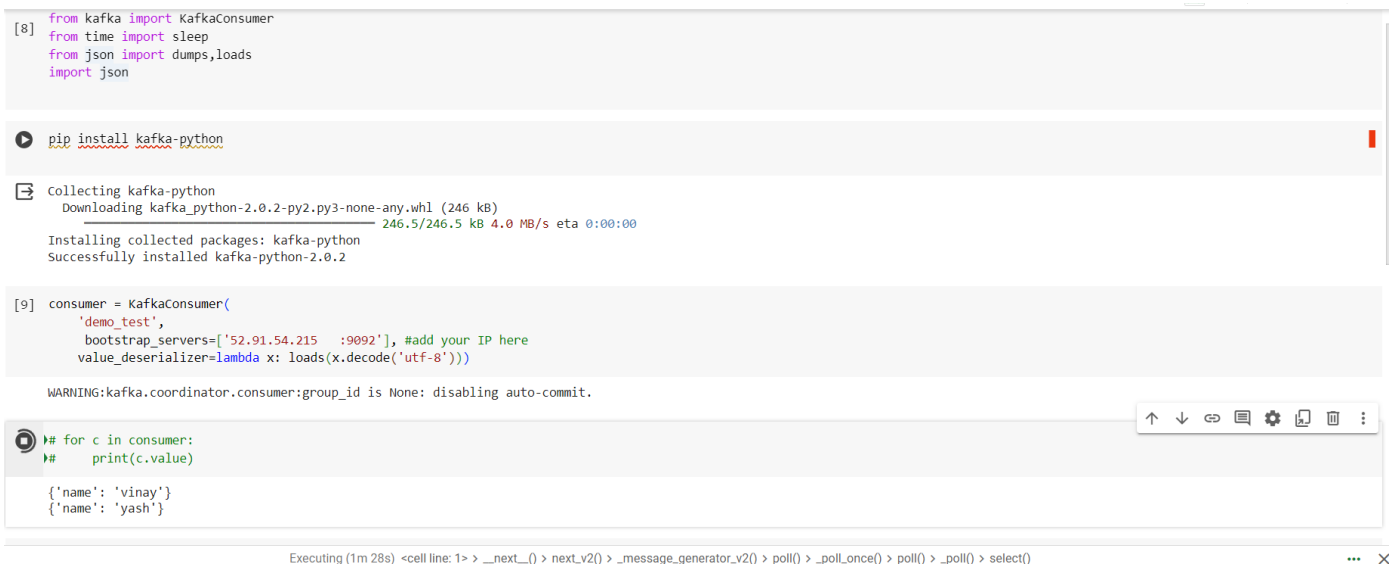 [8] from kafka import KafkaConsumer
from time import sleep
from json import dumps,loads
import json
pip install kafka-python
Collecting kafka-python
  Downloading kafka_python-2.0.2-py2.py3-none-any.whl (246 kB)
246.5/246.5 kB 4.0 MB/s eta 0:00:00
Installing collected packages: kafka-python
Successfully installed kafka-python-2.0.2
[9] consumer = KafkaConsumer(
    'demo_test',
     bootstrap_servers=['52.91.54.215   :9092'], #add your IP here
    value_deserializer=lambda x: loads(x.decode('utf-8')))
WARNING:kafka.coordinator.consumer:group_id is None: disabling auto-commit.
# for c in consumer:
#     print(c.value)
{'name': 'vinay'}
{'name': 'yash'}
Executing (1m 28s) <cell line: 1> > __next__() > next_v2() > _message_generator_v2() > poll() > _poll_once() > poll() > _poll() > select()